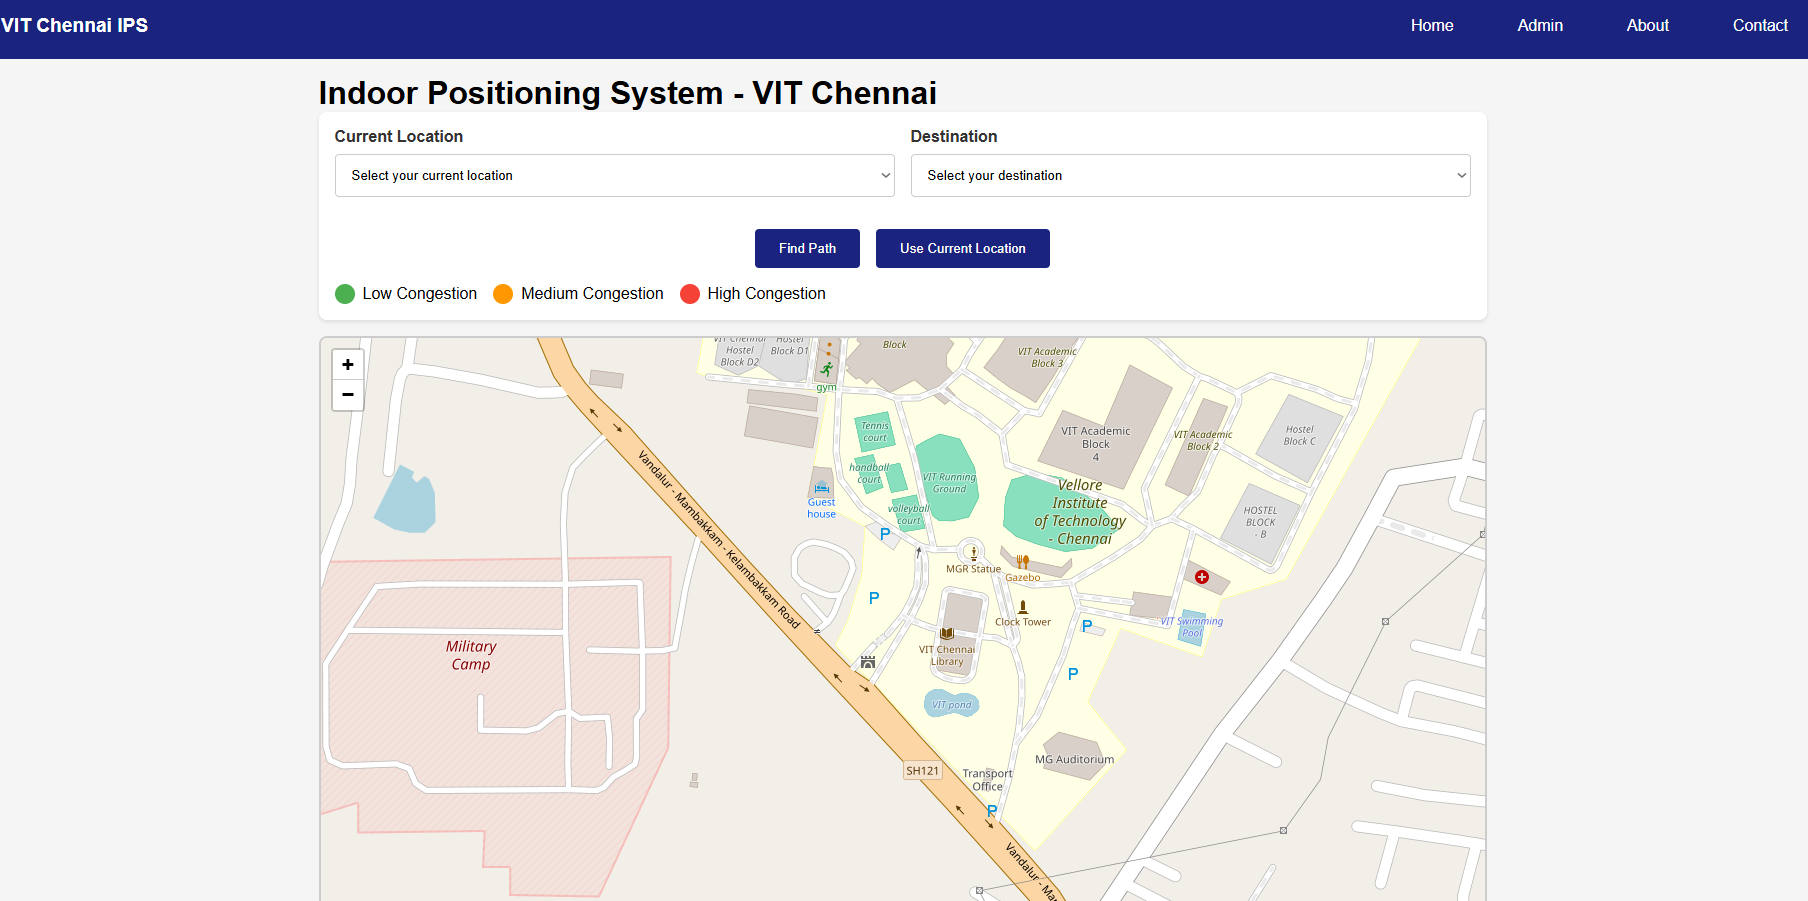 VIT Chennai IPS
Home
Admin
About
Contact
Indoor Positioning System - VIT Chennai
Current Location
Destination
Select your current location
Select your destination
Find Path
Use Current Location
Low Congestion
Medium Congestion
High Congestion
+
−
VIT Chennai
Hostel
Block D2
Hostel
Block D1
Block
VIT Academic
Block 3
gym
Tennis
court
handball
court
VIT Running
Ground
volleyball
court
Guest
house
VIT Academic
Block
4
VIT Academic
Block 2
Hostel
Block C
HOSTEL
BLOCK
- B
Vellore
Institute
of Technology
- Chennai
P
MGR Statue
Gazebo
P
Clock Tower
P
VIT Swimming
Pool
VIT Chennai
Library
P
VIT pond
Military
Camp
Vandalur - Mambakkam - Kelambakkam Road
SH121
Transport
Office
MG Auditorium
P
Vandalur - Ma